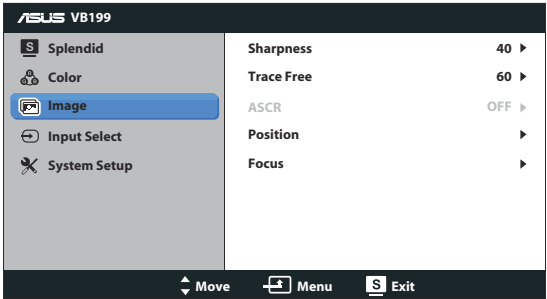 ASUS VB199
S Splendid
Color
Image
Input Select
System Setup
Sharpness 40
Trace Free 60
ASCR OFF
Position
Focus
Move Menu S Exit